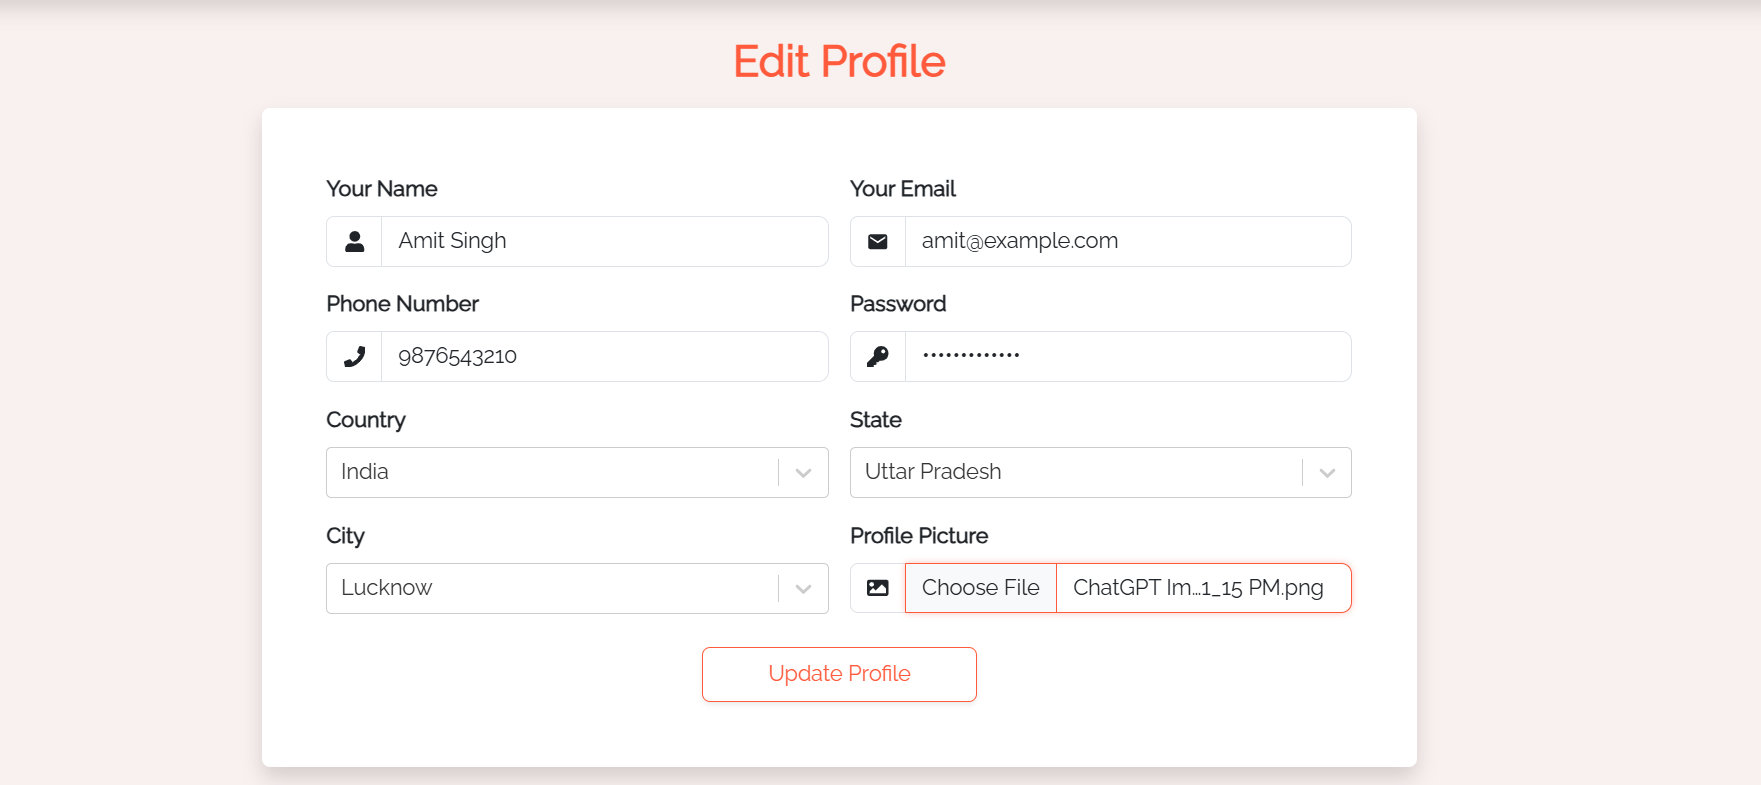 Edit Profile
Your Name
Your Email
Amit Singh
amit@example.com
Phone Number
Password
9876543210
•••••••••••••
Country
State
India
Uttar Pradesh
City
Profile Picture
Lucknow
Choose File ChatGPT Im...1_15 PM.png
Update Profile